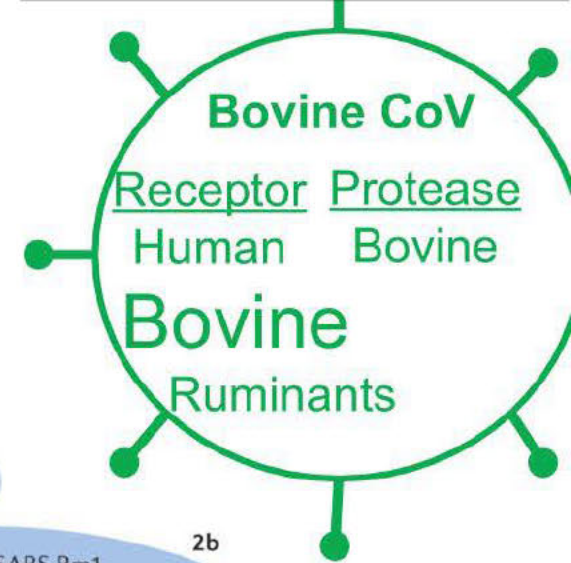 Bovine CoV
Receptor Protease
Human Bovine
Bovine
Ruminants
2b